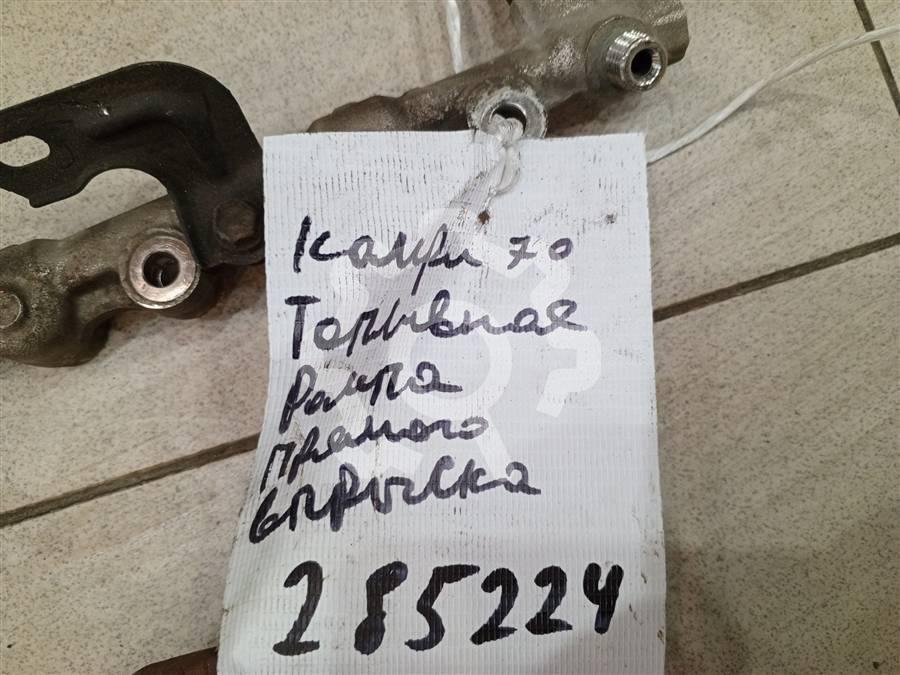 Камри 70
Топливная
Рампа
прямого
впрыска
285224